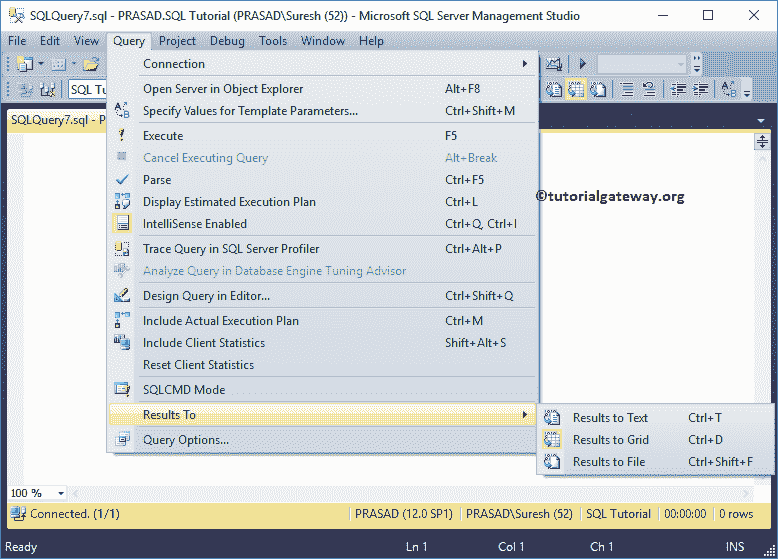 SQLQuery7.sql - PRASAD.SQL Tutorial (PRASAD\Suresh (52)) - Microsoft SQL Server Management Studio
File Edit View Query Project Debug Tools Window Help
SQL Tu
SQLQuery7.sql - P
Connection
Open Server in Object Explorer Alt+F8
Specify Values for Template Parameters... Ctrl+Shift+M
Execute F5
Cancel Executing Query Alt+Break
Parse Ctrl+F5
Display Estimated Execution Plan Ctrl+L
IntelliSense Enabled Ctrl+Q, Ctrl+I
Trace Query in SQL Server Profiler Ctrl+Alt+P
Analyze Query in Database Engine Tuning Advisor
Design Query in Editor... Ctrl+Shift+Q
Include Actual Execution Plan Ctrl+M
Include Client Statistics Shift+Alt+S
Reset Client Statistics
SQLCMD Mode
Results To
Query Options...
Results to Text Ctrl+T
Results to Grid Ctrl+D
Results to File Ctrl+Shift+F
©tutorialgateway.org
100 %
Connected. (1/1) PRASAD (12.0 SP1) PRASAD\Suresh (52) SQL Tutorial 00:00:00 0 rows
Ready Ln 1 Col 1 Ch 1 INS